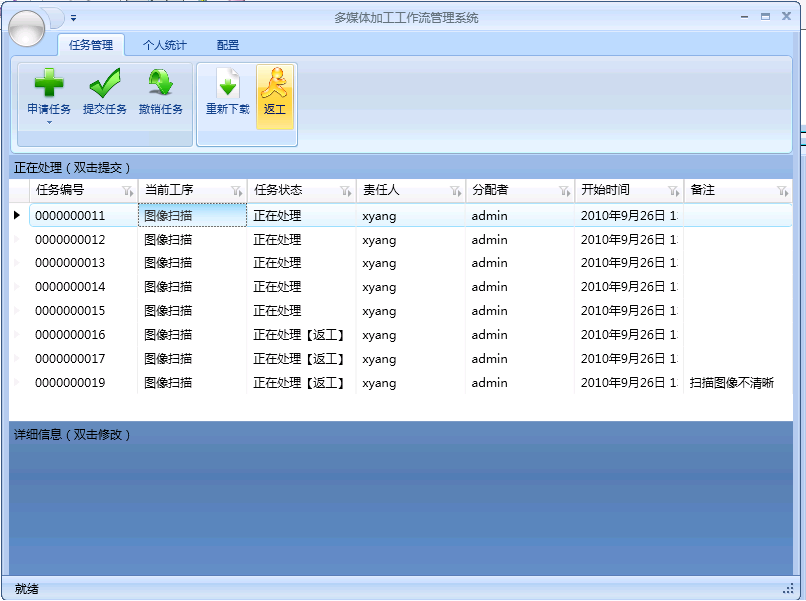 多媒体加工工作流管理系统
任务管理 个人统计 配置
申请任务 提交任务 撤销任务 重新下载 返工
正在处理（双击提交）
任务编号 当前工序 任务状态 责任人 分配者 开始时间 备注
0000000011 图像扫描 正在处理 xyang admin 2010年9月26日
0000000012 图像扫描 正在处理 xyang admin 2010年9月26日
0000000013 图像扫描 正在处理 xyang admin 2010年9月26日
0000000014 图像扫描 正在处理 xyang admin 2010年9月26日
0000000015 图像扫描 正在处理 xyang admin 2010年9月26日
0000000016 图像扫描 正在处理【返工】 xyang admin 2010年9月26日
0000000017 图像扫描 正在处理【返工】 xyang admin 2010年9月26日
0000000019 图像扫描 正在处理【返工】 xyang admin 2010年9月26日 扫描图像不清晰
详细信息（双击修改）
就绪